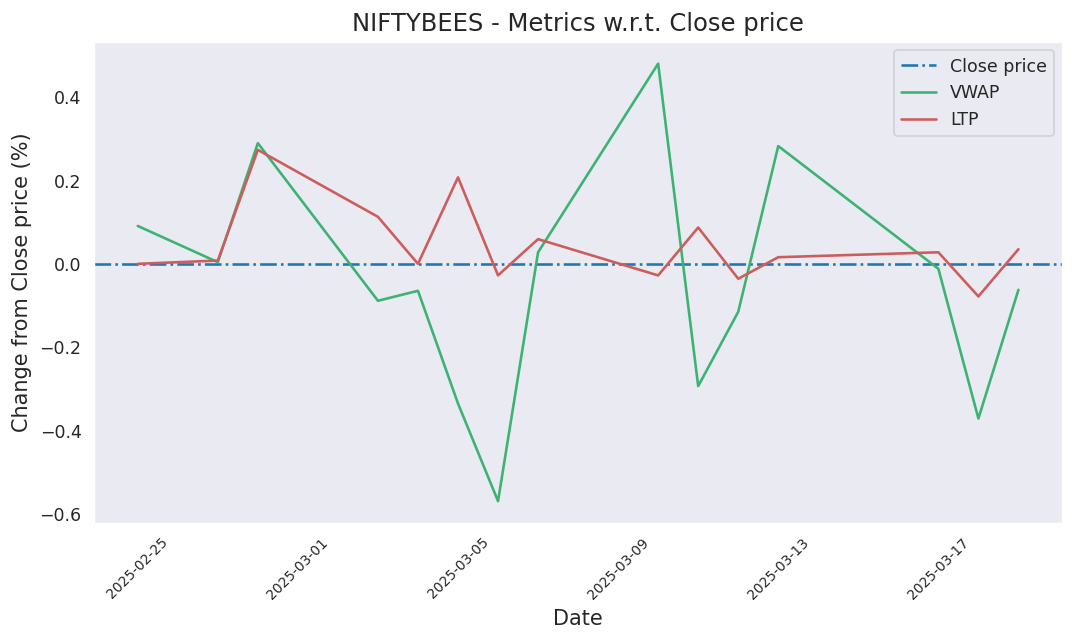 NIFTYBEES - Metrics w.r.t. Close price
Close price
VWAP
LTP
Change from Close price (%)
0.4
0.2
0.0
−0.2
−0.4
−0.6
2025-02-25
2025-03-01
2025-03-05
2025-03-09
2025-03-13
2025-03-17
Date